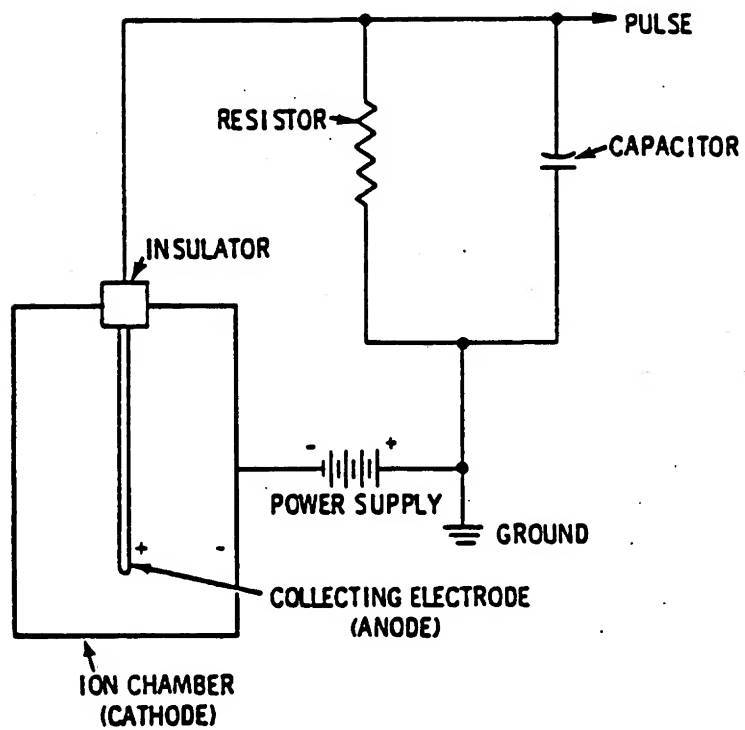 PULSE
RESISTOR
CAPACITOR
INSULATOR
- +
POWER SUPPLY
GROUND
+ -
COLLECTING ELECTRODE
(ANODE)
ION CHAMBER
(CATHODE)